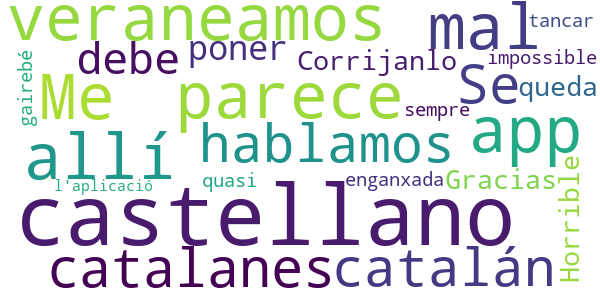 veraneamos
mal
tancar
gairebé
debe
poner
Corrijanlo
impossible
Me parece
Se
queda
sempre
allí
hablamos
app
l'aplicació
quasi
enganxada
Gracias
Horrible
castellano
catalanes
catalán